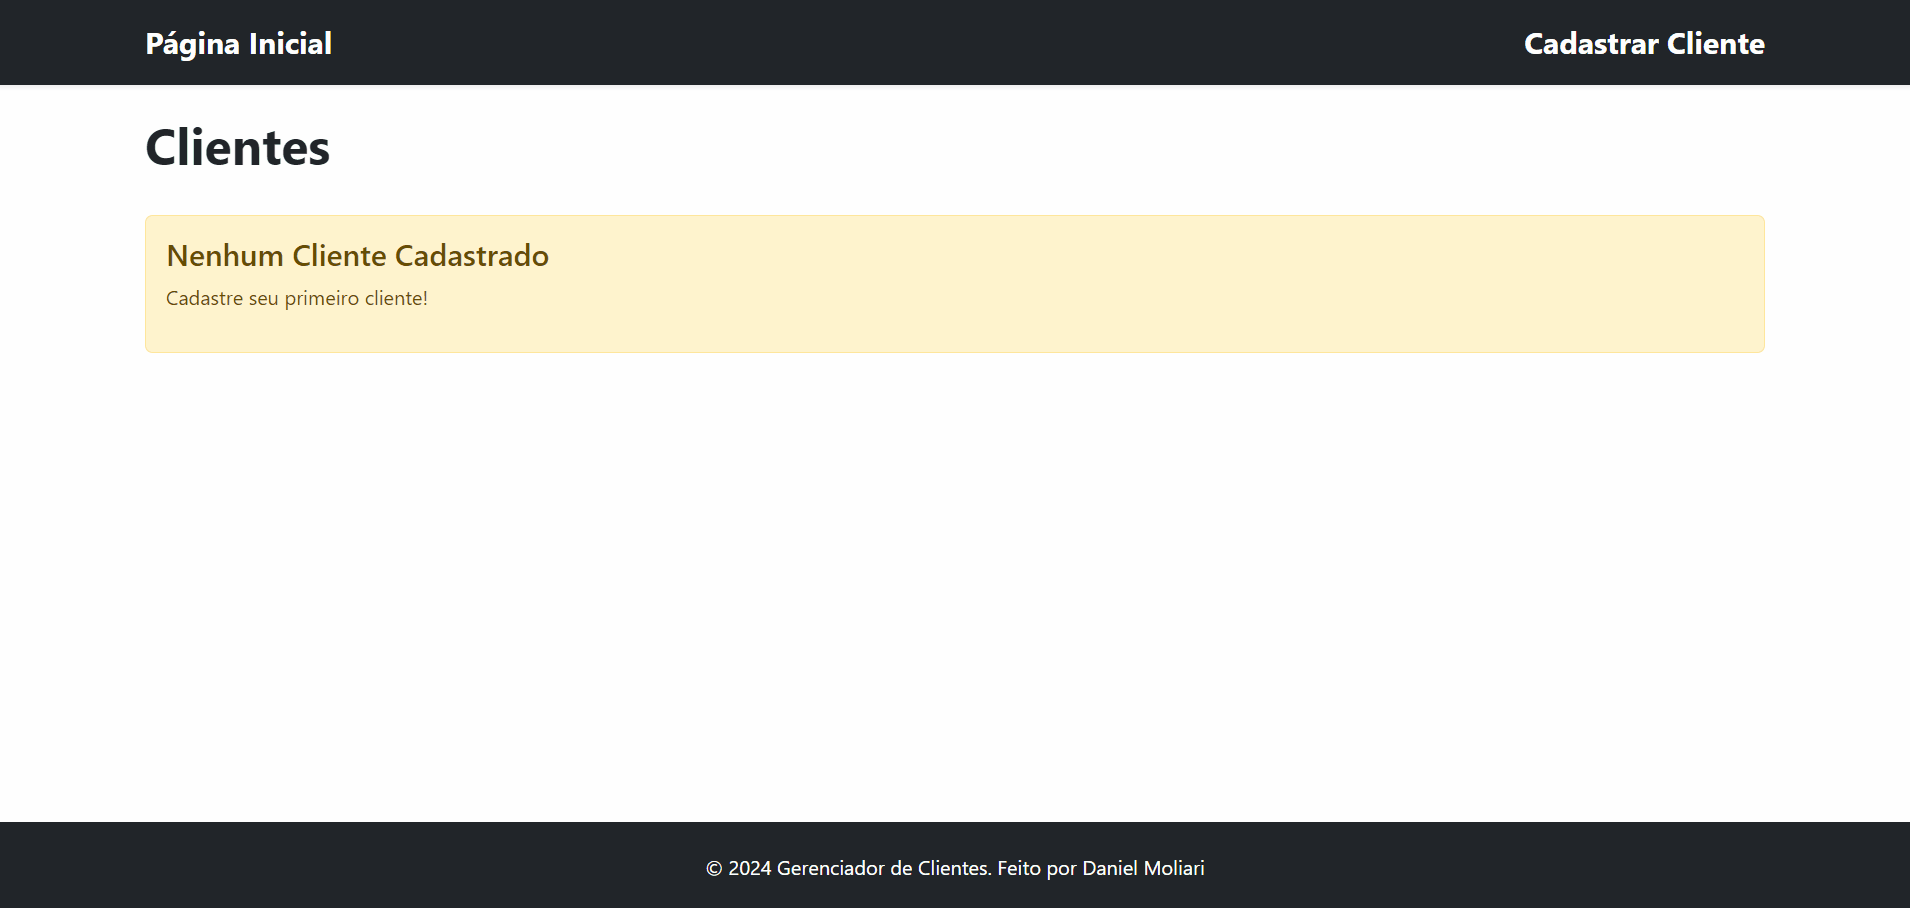 Página Inicial
Cadastrar Cliente
Clientes
Nenhum Cliente Cadastrado
Cadastre seu primeiro cliente!
© 2024 Gerenciador de Clientes. Feito por Daniel Moliari